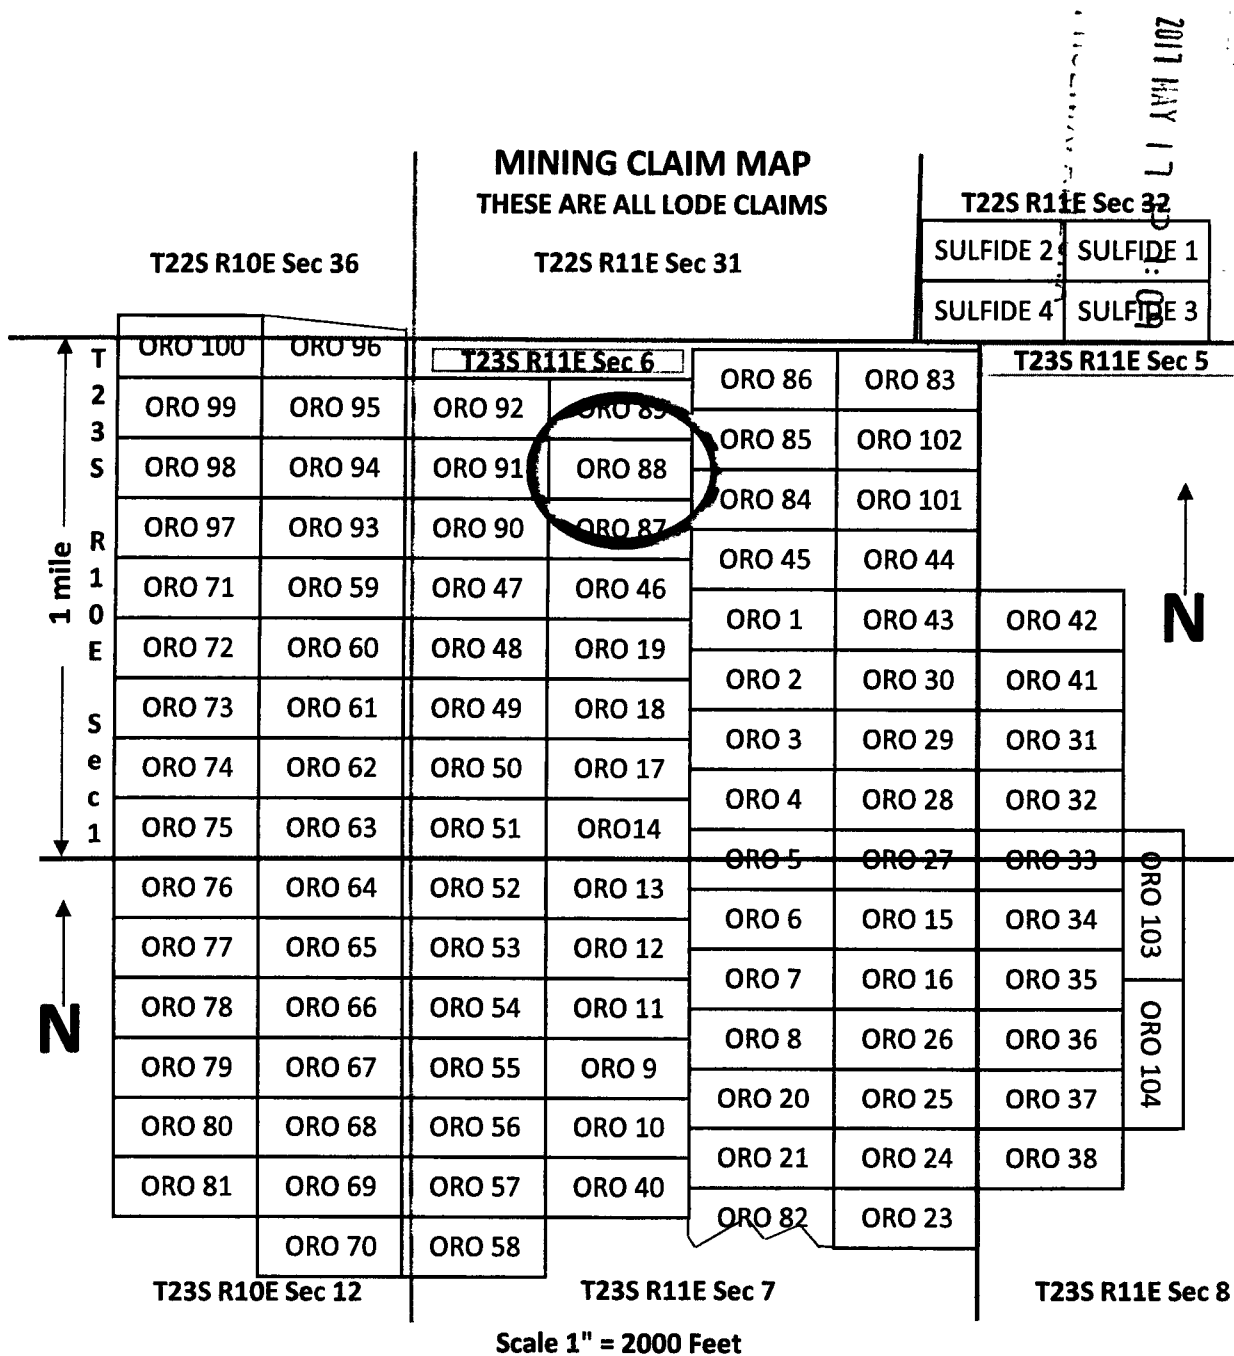 2017 MAY 17 P 1:09
MINING CLAIM MAP
THESE ARE ALL LODE CLAIMS
T22S R11E Sec 32
SULFIDE 2 SULFIDE 1
T22S R10E Sec 36 T22S R11E Sec 31
SULFIDE 4 SULFIDE 3
T23S R10E Sec 1
1 mile
ORO 100 ORO 96 T23S R11E Sec 6 T23S R11E Sec 5
ORO 86 ORO 83
ORO 99 ORO 95 ORO 92 ORO 89
ORO 85 ORO 102
ORO 98 ORO 94 ORO 91 ORO 88
ORO 84 ORO 101
ORO 97 ORO 93 ORO 90 ORO 87
ORO 45 ORO 44
ORO 71 ORO 59 ORO 47 ORO 46
ORO 1 ORO 43 ORO 42
N
ORO 72 ORO 60 ORO 48 ORO 19
ORO 2 ORO 30 ORO 41
ORO 73 ORO 61 ORO 49 ORO 18
ORO 3 ORO 29 ORO 31
ORO 74 ORO 62 ORO 50 ORO 17
ORO 4 ORO 28 ORO 32
ORO 75 ORO 63 ORO 51 ORO14
ORO 5 ORO 27 ORO 33
ORO 103
ORO 76 ORO 64 ORO 52 ORO 13
ORO 6 ORO 15 ORO 34
ORO 77 ORO 65 ORO 53 ORO 12
ORO 7 ORO 16 ORO 35
ORO 78 ORO 66 ORO 54 ORO 11
N
ORO 8 ORO 26 ORO 36
ORO 104
ORO 79 ORO 67 ORO 55 ORO 9
ORO 20 ORO 25 ORO 37
ORO 80 ORO 68 ORO 56 ORO 10
ORO 21 ORO 24 ORO 38
ORO 81 ORO 69 ORO 57 ORO 40
ORO 82 ORO 23
ORO 70 ORO 58
T23S R10E Sec 12 T23S R11E Sec 7 T23S R11E Sec 8
Scale 1" = 2000 Feet